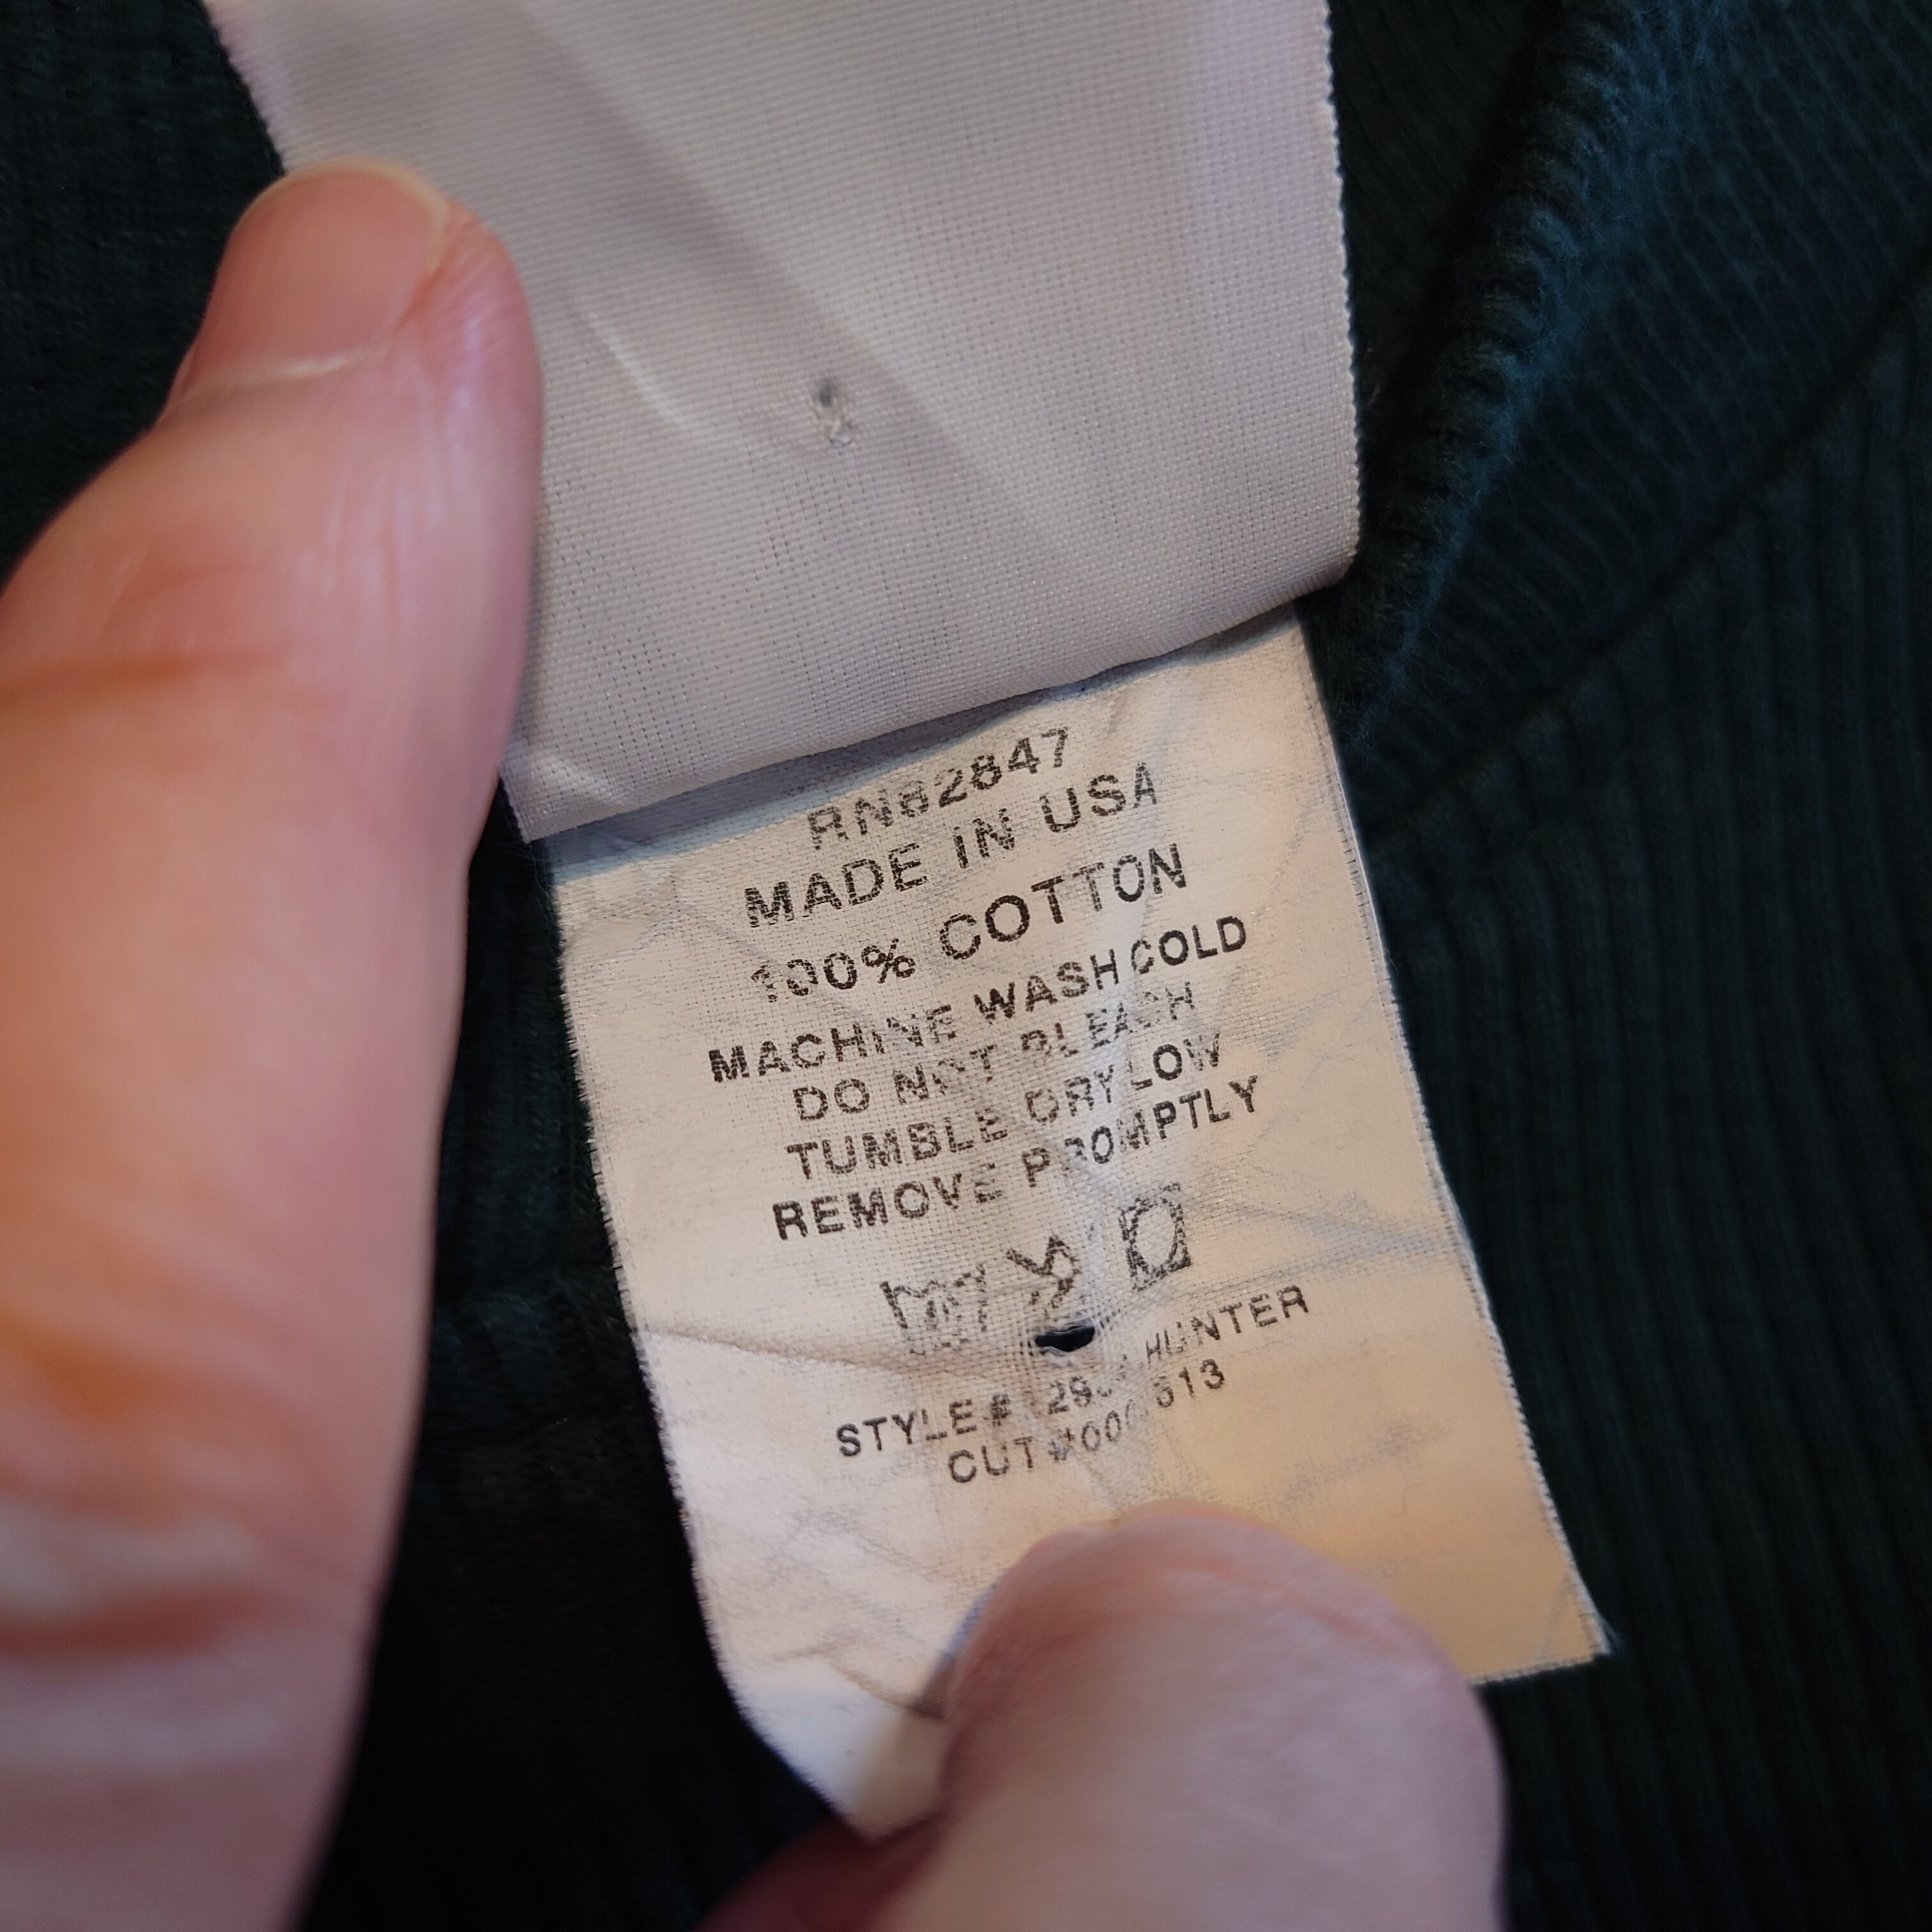 RN82847
MADE IN USA
100% COTTON
MACHINE WASH COLD
DO NOT BLEACH
TUMBLE DRY LOW
REMOVE PROMPTLY
STYLE# HUNTER
CUT